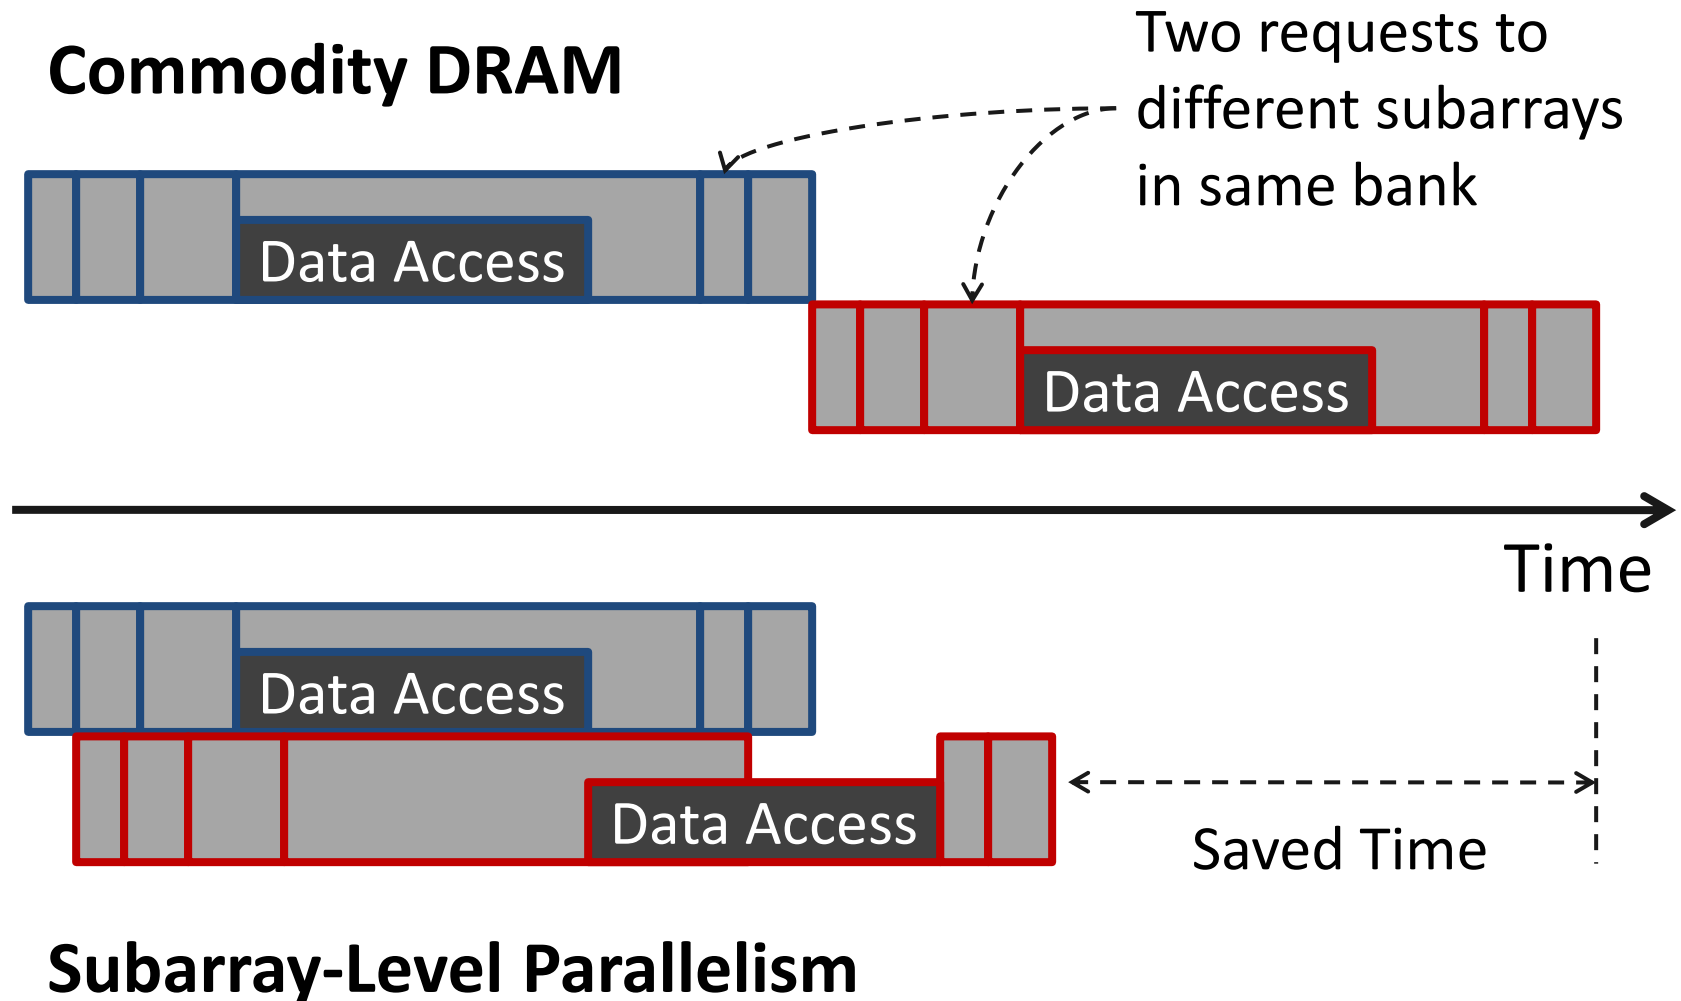 Commodity DRAM
Two requests to
different subarrays
in same bank
Data Access
Data Access
Time
Data Access
Data Access
Saved Time
Subarray-Level Parallelism